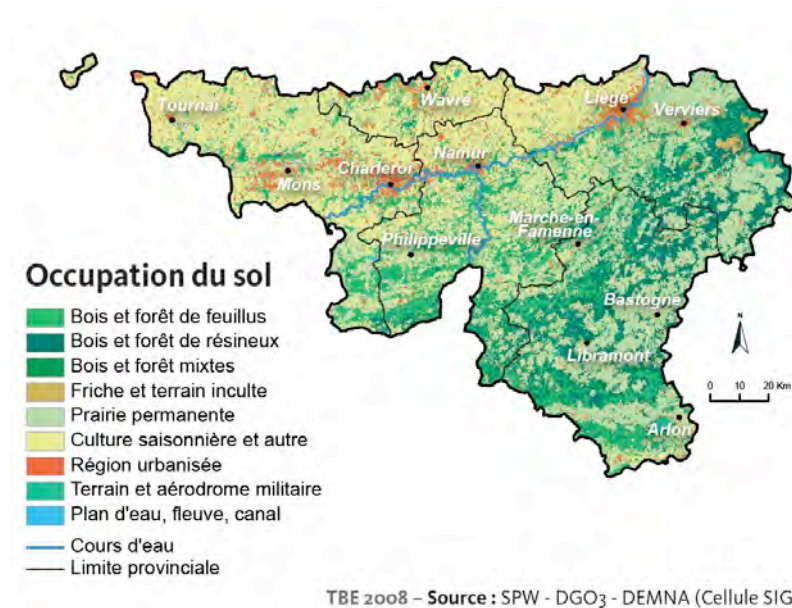 Tournai
Wavre
Liège
Verviers
Mons
Charleroi
Namur
Philippeville
Marche-en-
Famenne
Bastogne
Libramont
Arlon
N
0 10 20 Km
Occupation du sol
Bois et forêt de feuillus
Bois et forêt de résineux
Bois et forêt mixtes
Friche et terrain inculte
Prairie permanente
Culture saisonnière et autre
Région urbanisée
Terrain et aérodrome militaire
Plan d'eau, fleuve, canal
Cours d'eau
Limite provinciale
TBE 2008 – Source : SPW - DGO3 - DEMNA (Cellule SIG